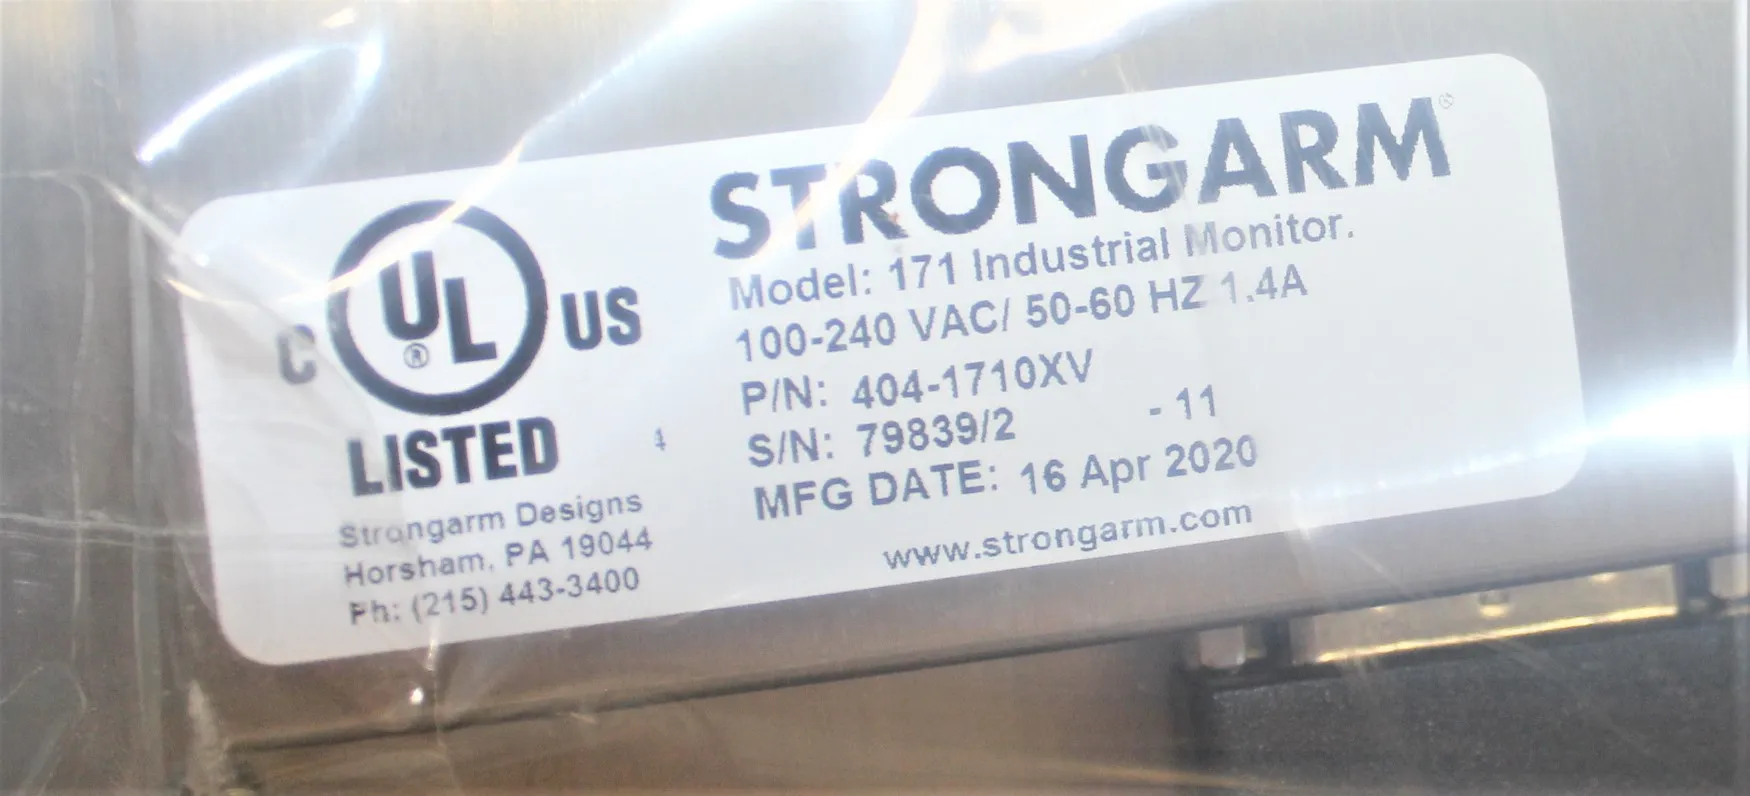 STRONGARM®
Model: 171 Industrial Monitor.
100-240 VAC/ 50-60 HZ 1.4A
P/N: 404-1710XV
S/N: 79839/2 - 11
MFG DATE: 16 Apr 2020
www.strongarm.com
C UL® US
LISTED
4
Strongarm Designs
Horsham, PA 19044
Ph: (215) 443-3400